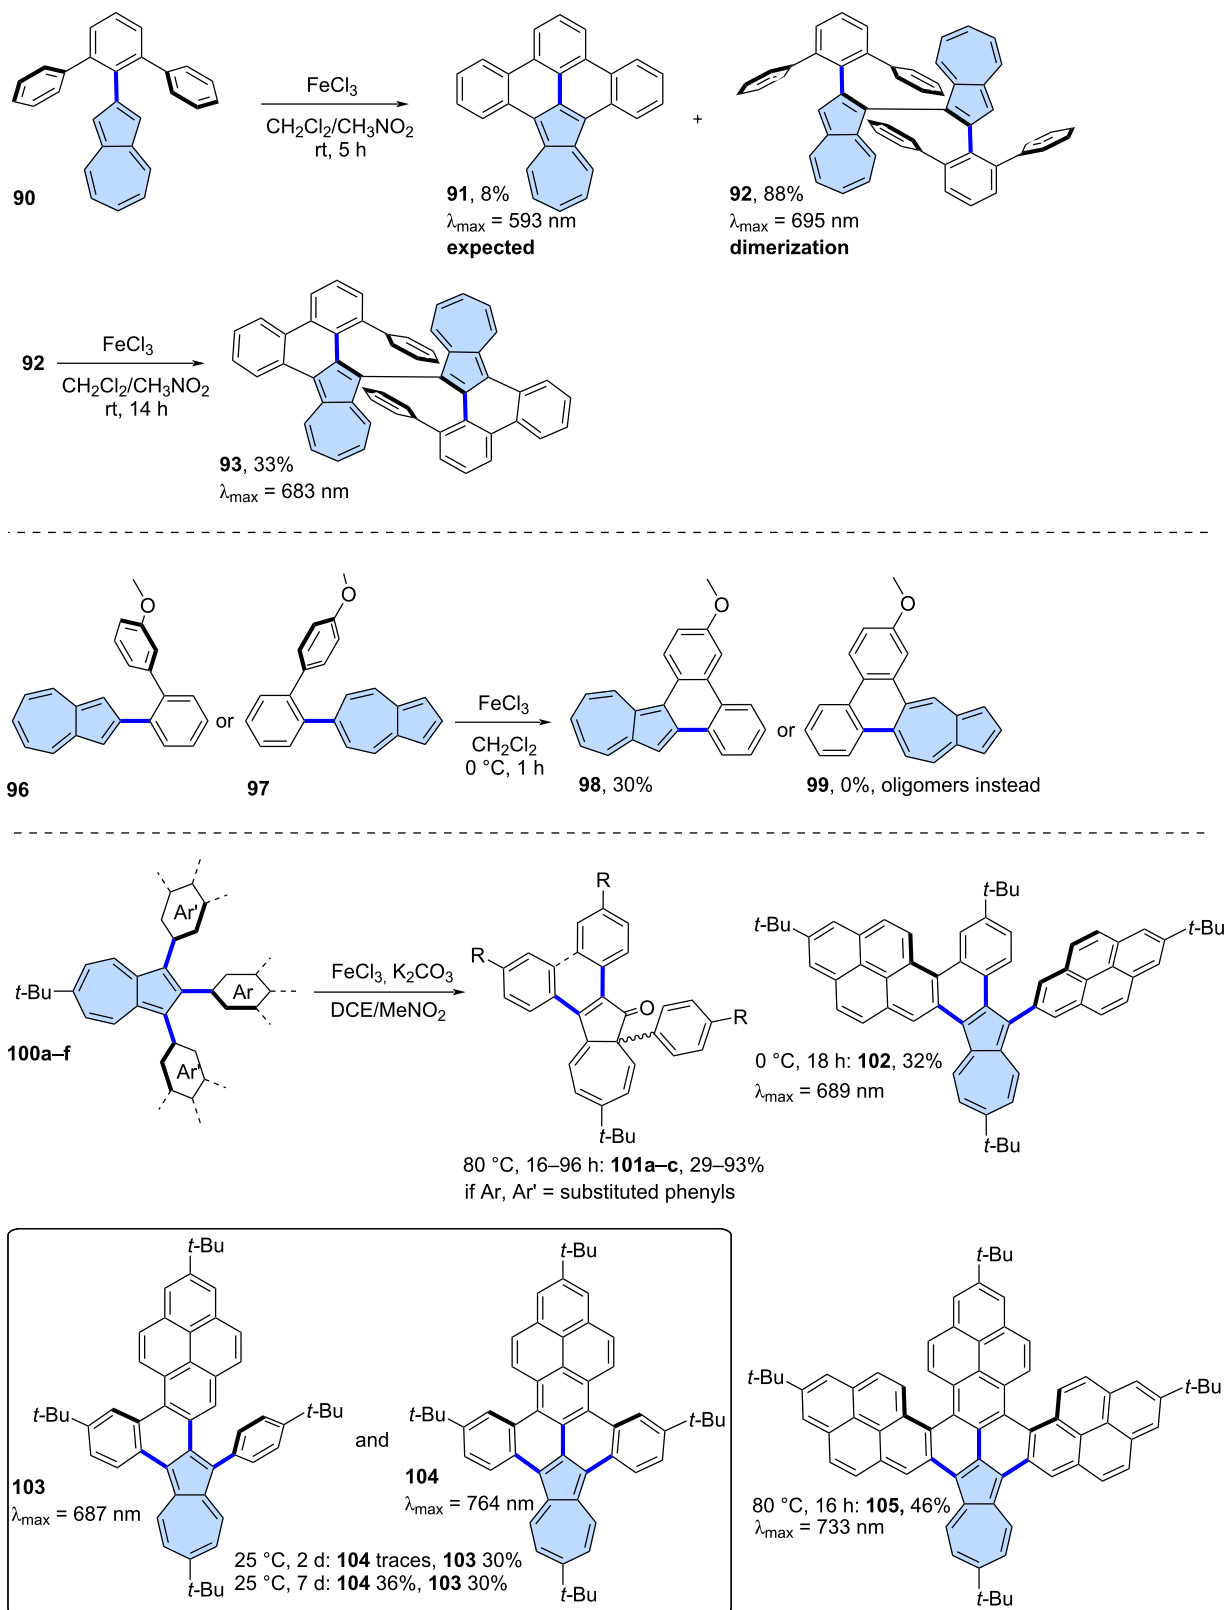 FeCl3
CH2Cl2/CH3NO2
rt, 5 h
+
90
91, 8%
λmax = 593 nm
expected
92, 88%
λmax = 695 nm
dimerization
92
FeCl3
CH2Cl2/CH3NO2
rt, 14 h
93, 33%
λmax = 683 nm
O
O
O
O
or
FeCl3
CH2Cl2
0 °C, 1 h
or
96
97
98, 30%
99, 0%, oligomers instead
Ar'
t-Bu
Ar
Ar'
100a–f
FeCl3, K2CO3
DCE/MeNO2
R
R
O
R
t-Bu
80 °C, 16–96 h: 101a–c, 29–93%
if Ar, Ar' = substituted phenyls
t-Bu
t-Bu
t-Bu
0 °C, 18 h: 102, 32%
λmax = 689 nm
t-Bu
t-Bu
t-Bu
t-Bu
103
λmax = 687 nm
t-Bu
and
t-Bu
t-Bu
t-Bu
104
λmax = 764 nm
t-Bu
25 °C, 2 d: 104 traces, 103 30%
25 °C, 7 d: 104 36%, 103 30%
t-Bu
t-Bu
t-Bu
80 °C, 16 h: 105, 46%
λmax = 733 nm
t-Bu